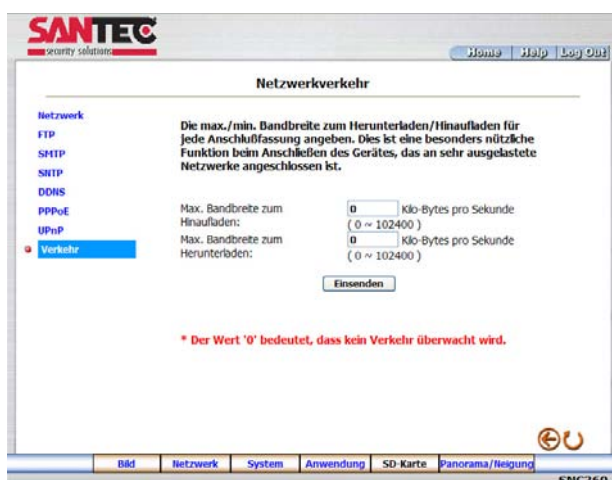 SANTEC
security solutions
Home Help Log Out
Netzwerkverkehr
Netzwerk
FTP
SMTP
SNTP
DDNS
PPPoE
UPnP
Verkehr
Die max./min. Bandbreite zum Herunterladen/Hinaufladen für
jede Anschlußfassung angeben. Dies ist eine besonders nützliche
Funktion beim Anschließen des Gerätes, das an sehr ausgelastete
Netzwerke angeschlossen ist.
Max. Bandbreite zum
Hinaufladen:
0 Kilo-Bytes pro Sekunde
( 0 ~ 102400 )
Max. Bandbreite zum
Herunterladen:
0 Kilo-Bytes pro Sekunde
( 0 ~ 102400 )
Einsenden
* Der Wert '0' bedeutet, dass kein Verkehr überwacht wird.
Bild Netzwerk System Anwendung SD-Karte Panorama/Neigung